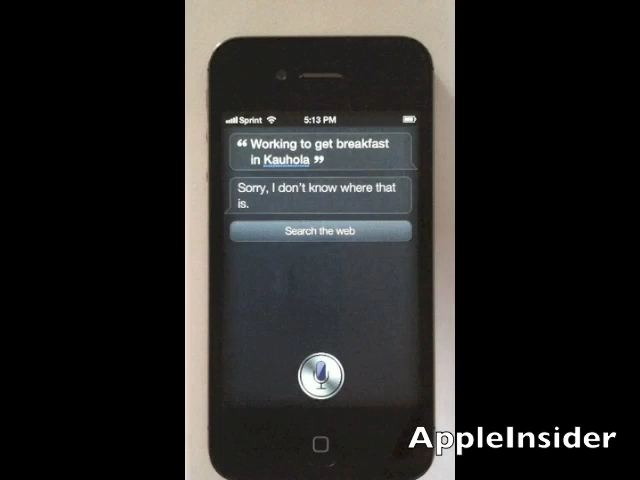 Sprint 5:13 PM
“ Working to get breakfast
in Kauhola ”
Sorry, I don't know where that
is.
Search the web
AppleInsider